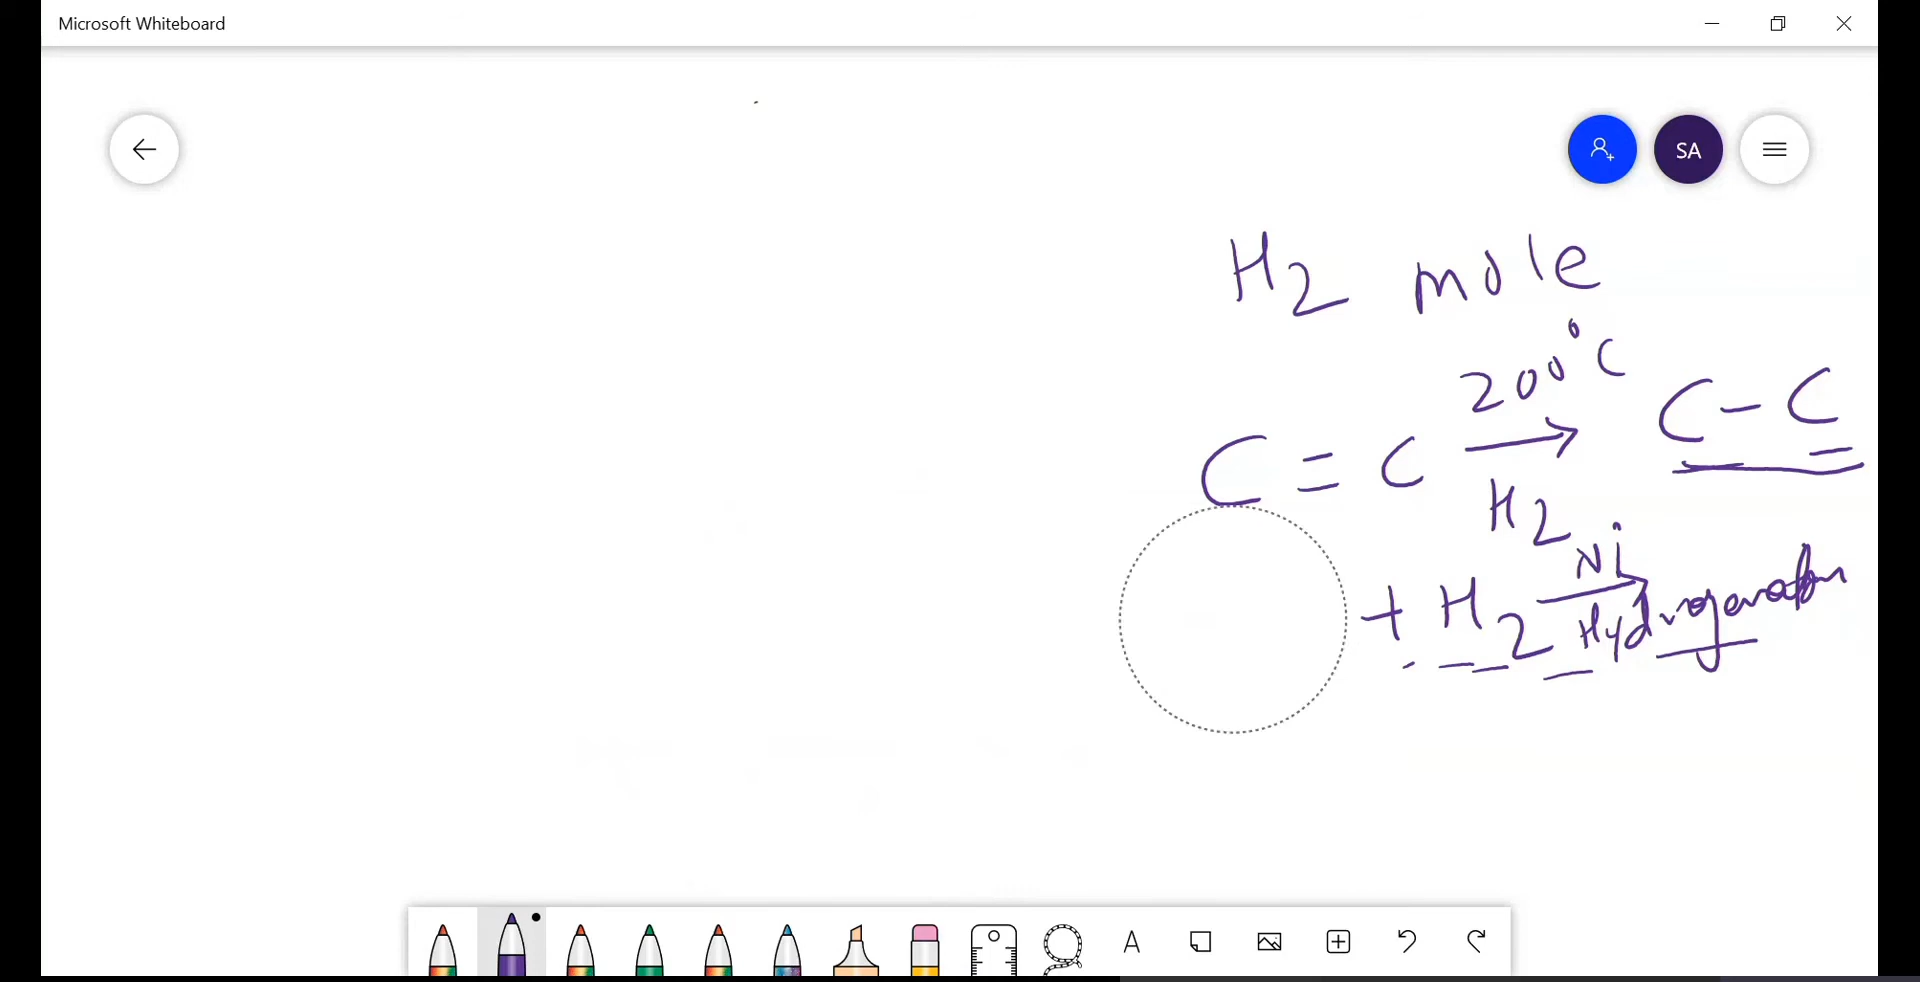 Microsoft Whiteboard
SA
H2 mole
200°C
C = C → C - C
H2
Ni
+ H2 →
Hydrogenation
A